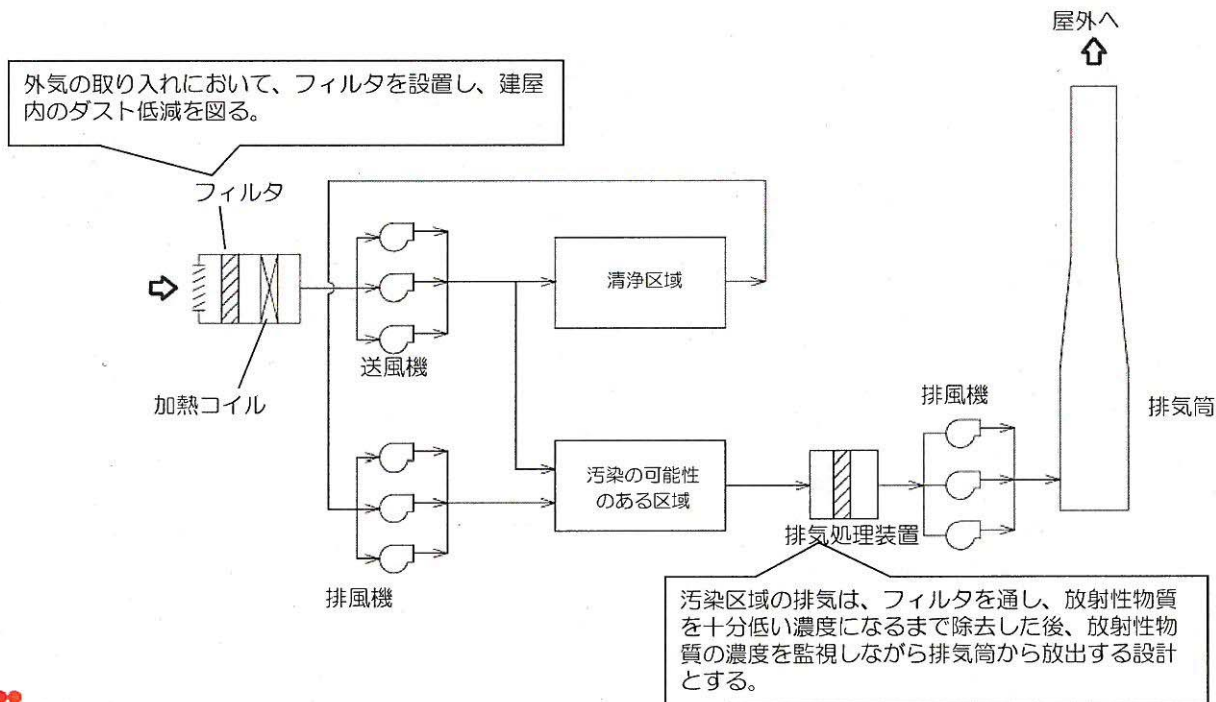 屋外へ
外気の取り入れにおいて、フィルタを設置し、建屋
内のダスト低減を図る。
フィルタ
清浄区域
送風機
加熱コイル
排風機
排気筒
汚染の可能性
のある区域
排気処理装置
排風機
汚染区域の排気は、フィルタを通し、放射性物質
を十分低い濃度になるまで除去した後、放射性物
質の濃度を監視しながら排気筒から放出する設計
とする。